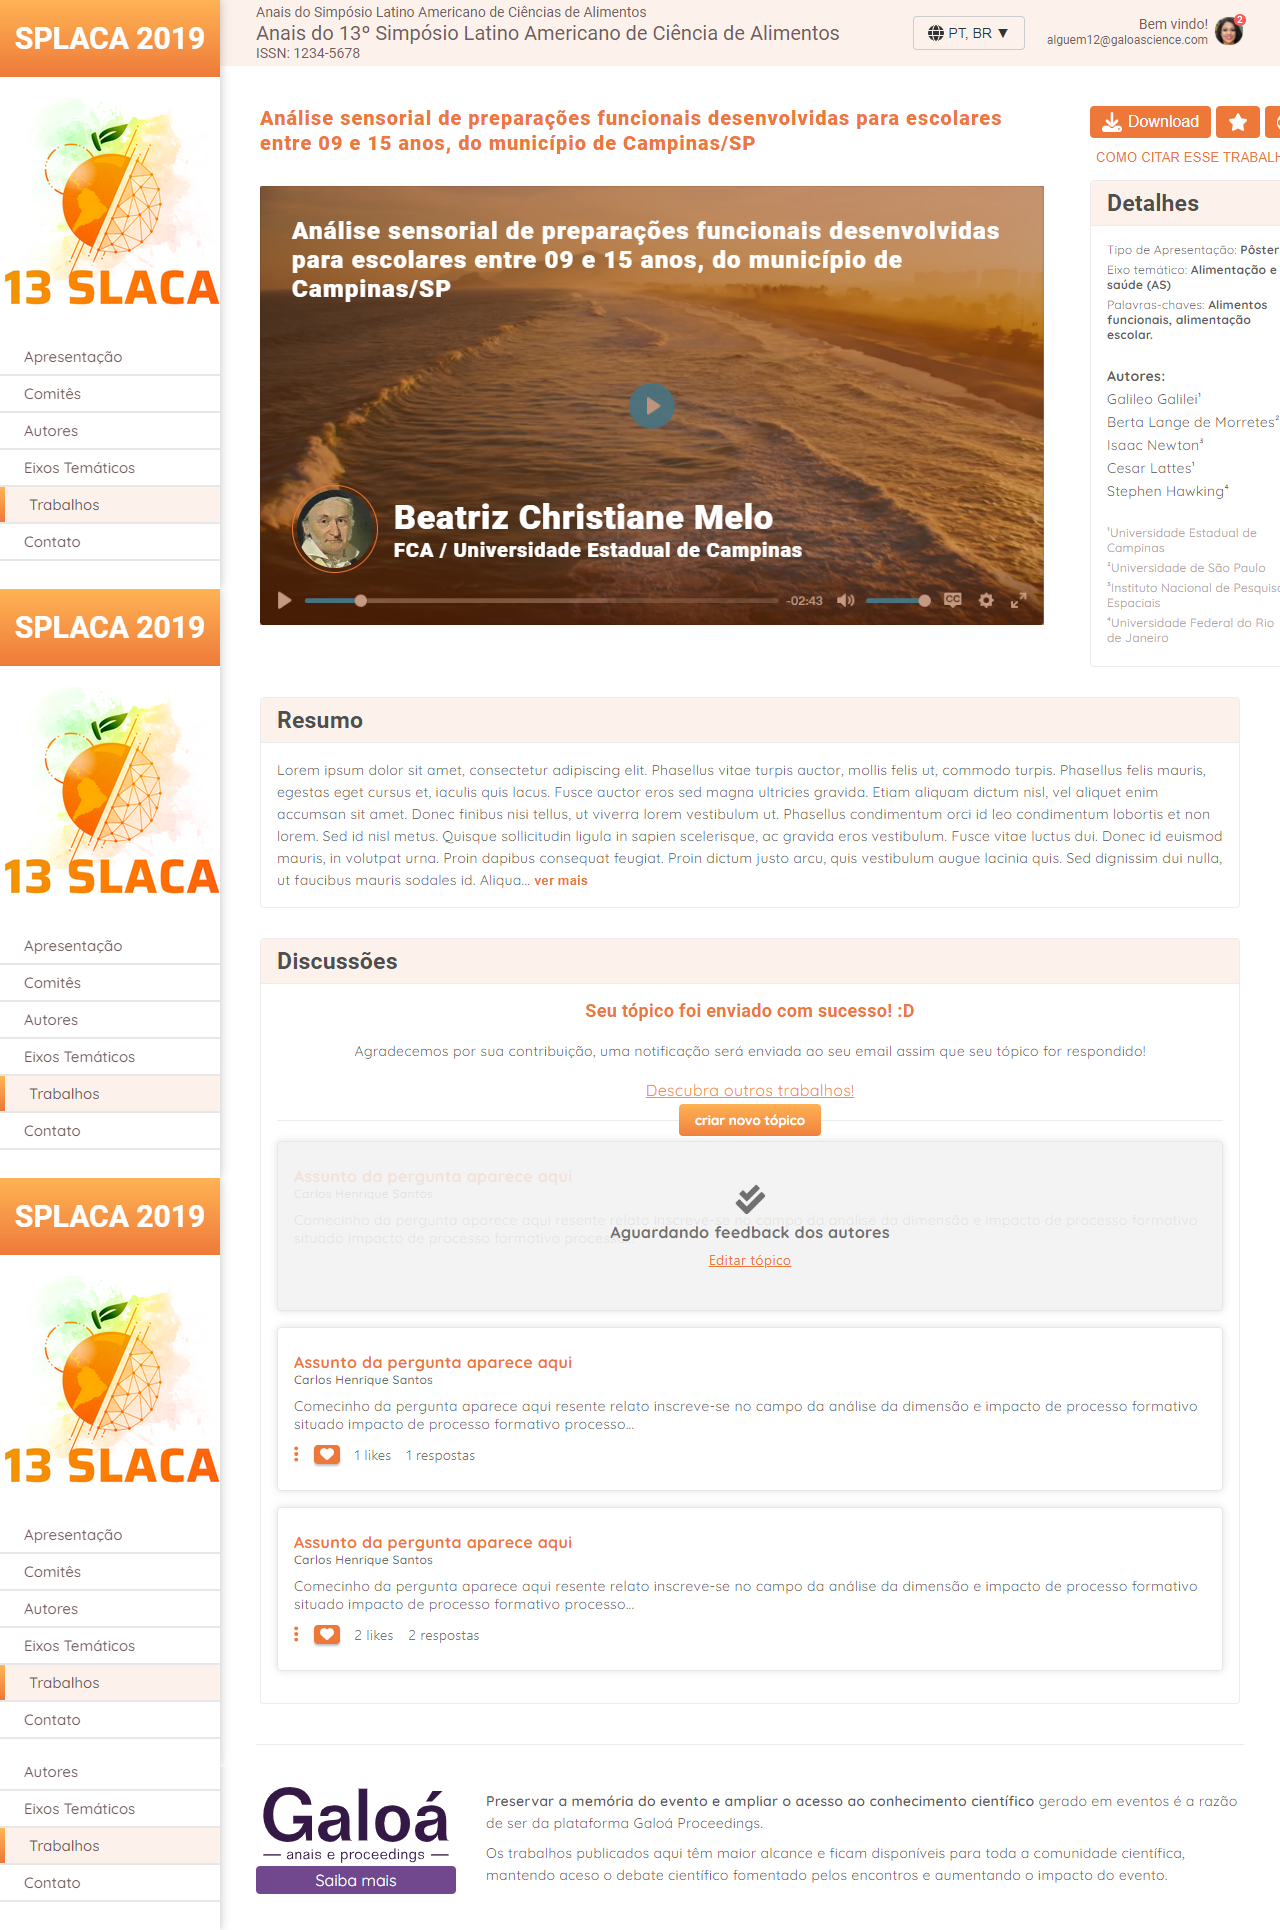 SPLACA 2019
13 SLACA
Apresentação
Comitês
Autores
Eixos Temáticos
Trabalhos
Contato
SPLACA 2019
13 SLACA
Apresentação
Comitês
Autores
Eixos Temáticos
Trabalhos
Contato
SPLACA 2019
13 SLACA
Apresentação
Comitês
Autores
Eixos Temáticos
Trabalhos
Contato
Autores
Eixos Temáticos
Trabalhos
Contato
Anais do Simpósio Latino Americano de Ciências de Alimentos
Anais do 13º Simpósio Latino Americano de Ciência de Alimentos
ISSN: 1234-5678
PT, BR ▼
Bem vindo!
alguem12@galoascience.com
2
Análise sensorial de preparações funcionais desenvolvidas para escolares
entre 09 e 15 anos, do município de Campinas/SP
Análise sensorial de preparações funcionais desenvolvidas
para escolares entre 09 e 15 anos, do município de
Campinas/SP
Beatriz Christiane Melo
FCA / Universidade Estadual de Campinas
-02:43
CC
Download
COMO CITAR ESSE TRABALH
Detalhes
Tipo de Apresentação: Pôster
Eixo temático: Alimentação e
saúde (AS)
Palavras-chaves: Alimentos
funcionais, alimentação
escolar.
Autores:
Galileo Galilei¹
Berta Lange de Morretes²
Isaac Newton³
Cesar Lattes¹
Stephen Hawking⁴
¹Universidade Estadual de
Campinas
²Universidade de São Paulo
³Instituto Nacional de Pesquisa
Espaciais
⁴Universidade Federal do Rio
de Janeiro
Resumo
Lorem ipsum dolor sit amet, consectetur adipiscing elit. Phasellus vitae turpis auctor, mollis felis ut, commodo turpis. Phasellus felis mauris,
egestas eget cursus et, iaculis quis lacus. Fusce auctor eros sed magna ultricies gravida. Etiam aliquam dictum nisl, vel aliquet enim
accumsan sit amet. Donec finibus nisi tellus, ut viverra lorem vestibulum ut. Phasellus condimentum orci id leo condimentum lobortis et non
lorem. Sed id nisl metus. Quisque sollicitudin ligula in sapien scelerisque, ac gravida eros vestibulum. Fusce vitae luctus dui. Donec id euismod
mauris, in volutpat urna. Proin dapibus consequat feugiat. Proin dictum justo arcu, quis vestibulum augue lacinia quis. Sed dignissim dui nulla,
ut faucibus mauris sodales id. Aliqua... ver mais
Discussões
Seu tópico foi enviado com sucesso! :D
Agradecemos por sua contribuição, uma notificação será enviada ao seu email assim que seu tópico for respondido!
Descubra outros trabalhos!
criar novo tópico
Assunto da pergunta aparece aqui
Carlos Henrique Santos
Comecinho da pergunta aparece aqui resente relato inscreve-se no campo da análise da dimensão e impacto de processo formativo
situado impacto de processo formativo processo...
Aguardando feedback dos autores
Editar tópico
Assunto da pergunta aparece aqui
Carlos Henrique Santos
Comecinho da pergunta aparece aqui resente relato inscreve-se no campo da análise da dimensão e impacto de processo formativo
situado impacto de processo formativo processo...
1 likes 1 respostas
Assunto da pergunta aparece aqui
Carlos Henrique Santos
Comecinho da pergunta aparece aqui resente relato inscreve-se no campo da análise da dimensão e impacto de processo formativo
situado impacto de processo formativo processo...
2 likes 2 respostas
Galoá
anais e proceedings
Saiba mais
Preservar a memória do evento e ampliar o acesso ao conhecimento científico gerado em eventos é a razão
de ser da plataforma Galoá Proceedings.
Os trabalhos publicados aqui têm maior alcance e ficam disponíveis para toda a comunidade científica,
mantendo aceso o debate científico fomentado pelos encontros e aumentando o impacto do evento.